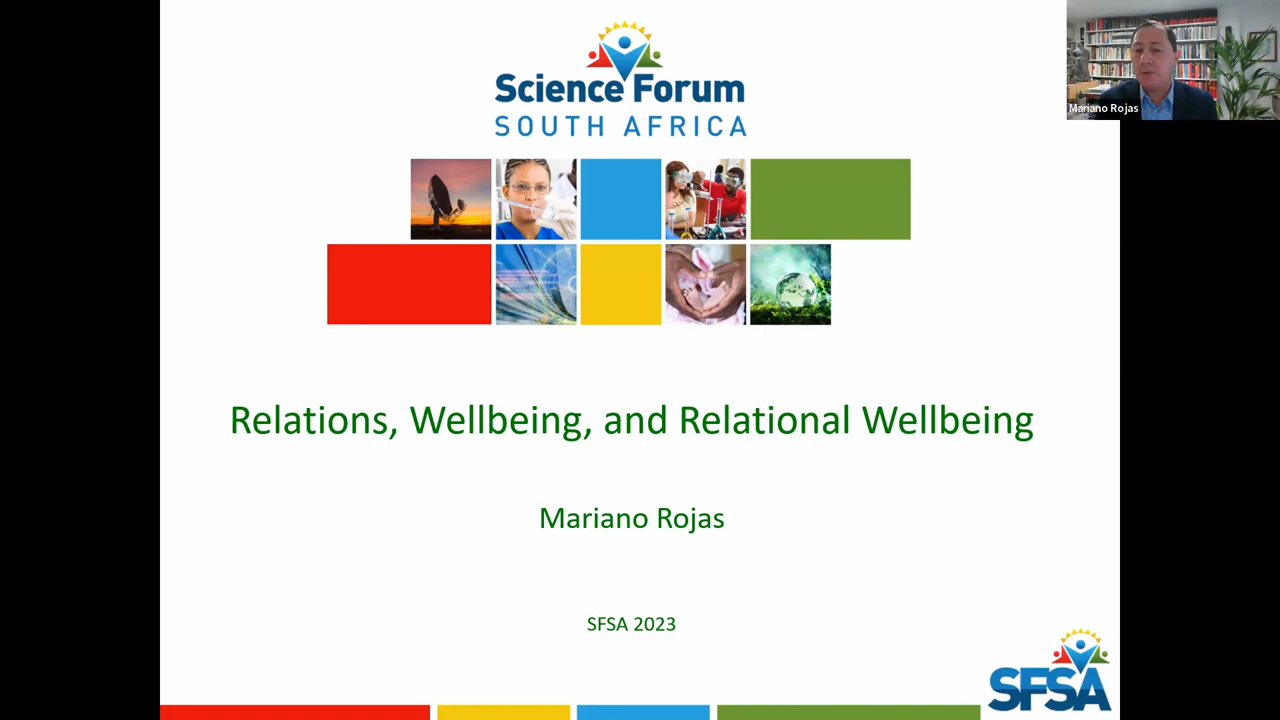 Science Forum
SOUTH AFRICA
Mariano Rojas
Relations, Wellbeing, and Relational Wellbeing
Mariano Rojas
SFSA 2023
SFSA